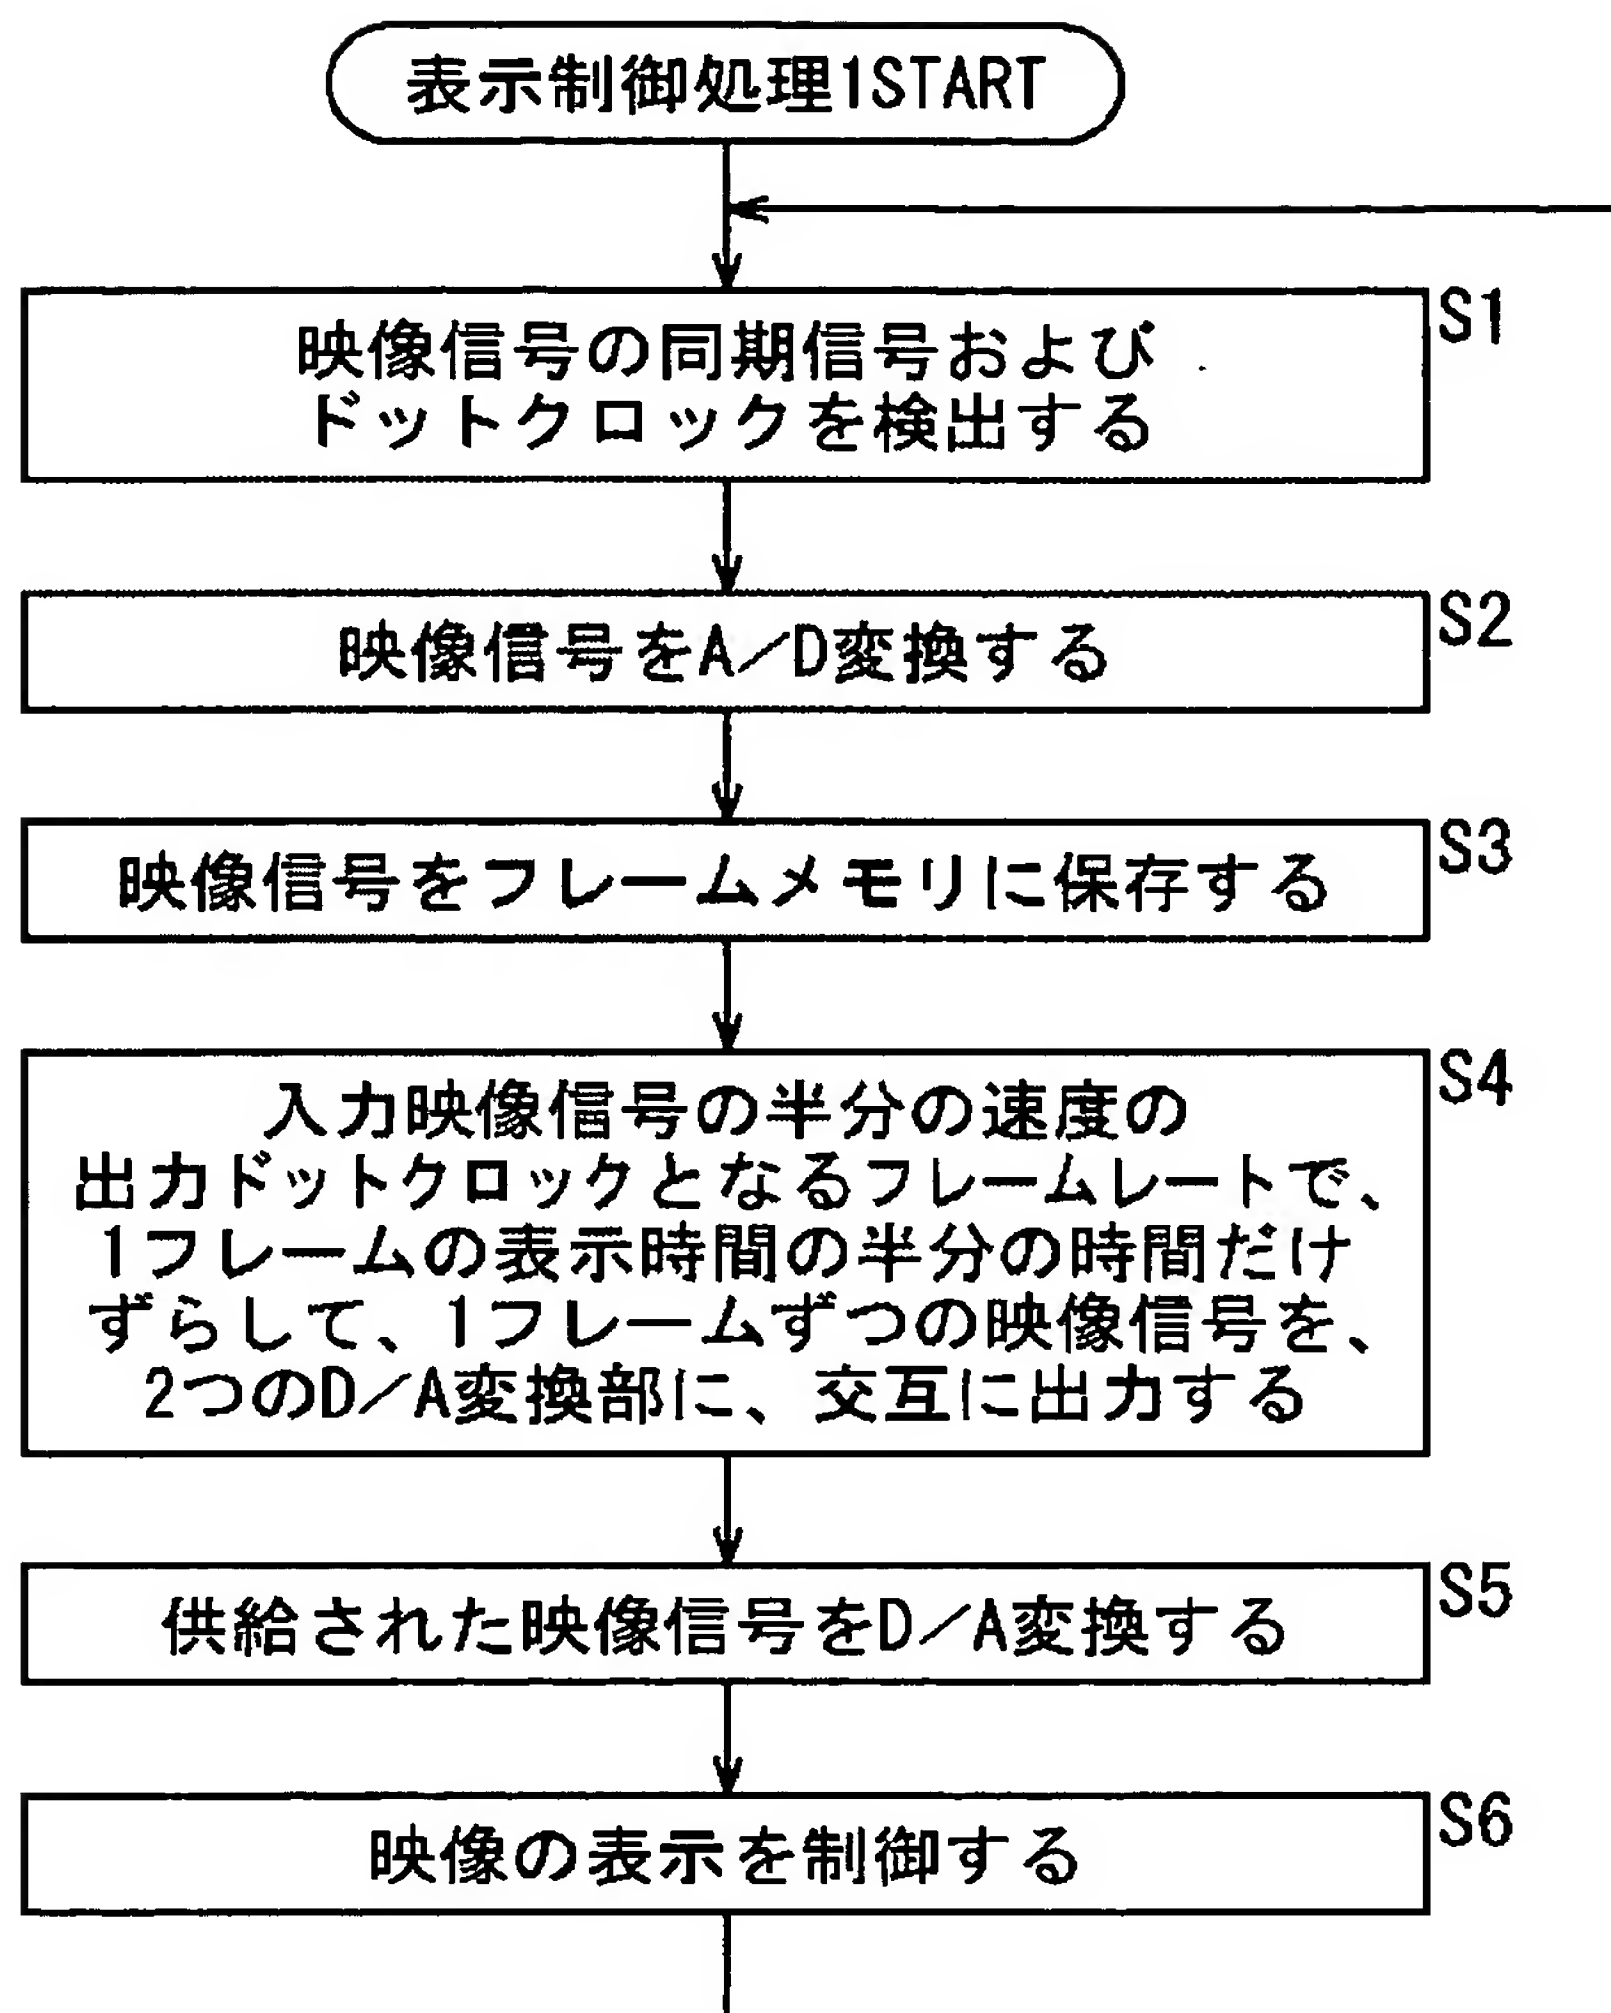 表示制御処理1START
S1
映像信号の同期信号および
ドットクロックを検出する
S2
映像信号をA/D変換する
S3
映像信号をフレームメモリに保存する
S4
入力映像信号の半分の速度の
出力ドットクロックとなるフレームレートで、
1フレームの表示時間の半分の時間だけ
ずらして、1フレームずつの映像信号を、
2つのD/A変換部に、交互に出力する
S5
供給された映像信号をD/A変換する
S6
映像の表示を制御する